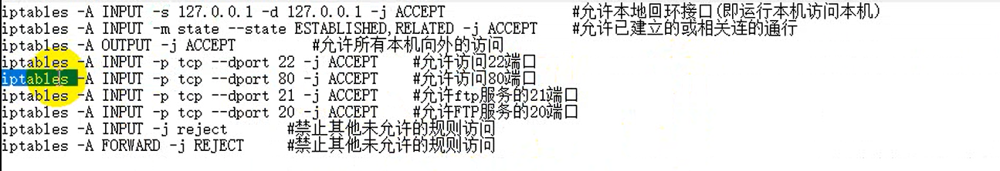 iptables -A INPUT -s 127.0.0.1 -d 127.0.0.1 -j ACCEPT #允许本地回环接口(即运行本机访问本机)
iptables -A INPUT -m state --state ESTABLISHED,RELATED -j ACCEPT #允许已建立的或相关连的通行
iptables -A OUTPUT -j ACCEPT #允许所有本机向外的访问
iptables -A INPUT -p tcp --dport 22 -j ACCEPT #允许访问22端口
iptables -A INPUT -p tcp --dport 80 -j ACCEPT #允许访问80端口
iptables -A INPUT -p tcp --dport 21 -j ACCEPT #允许ftp服务的21端口
iptables -A INPUT -p tcp --dport 20 -j ACCEPT #允许FTP服务的20端口
iptables -A INPUT -j reject #禁止其他未允许的规则访问
iptables -A FORWARD -j REJECT #禁止其他未允许的规则访问